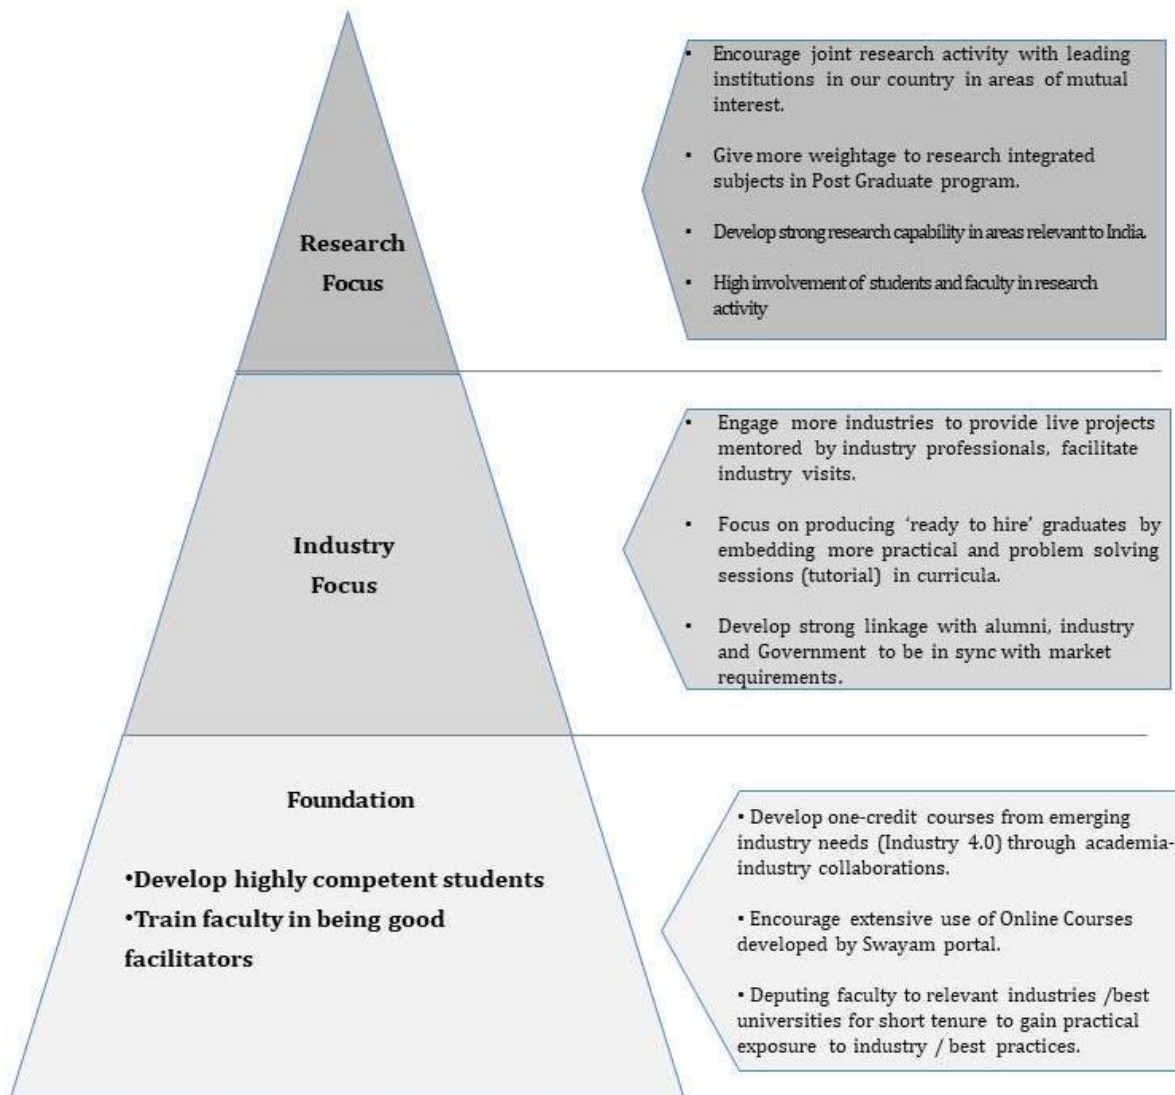 • Encourage joint research activity with leading
institutions in our country in areas of mutual
interest.
• Give more weightage to research integrated
subjects in Post Graduate program.
• Develop strong research capability in areas relevant to India.
• High involvement of students and faculty in research
activity
Research
Focus
• Engage more industries to provide live projects
mentored by industry professionals, facilitate
industry visits.
• Focus on producing ‘ready to hire’ graduates by
embedding more practical and problem solving
sessions (tutorial) in curricula.
• Develop strong linkage with alumni, industry
and Government to be in sync with market
requirements.
Industry
Focus
Foundation
•Develop highly competent students
•Train faculty in being good
facilitators
• Develop one-credit courses from emerging
industry needs (Industry 4.0) through academia-
industry collaborations.
• Encourage extensive use of Online Courses
developed by Swayam portal.
• Deputing faculty to relevant industries /best
universities for short tenure to gain practical
exposure to industry / best practices.